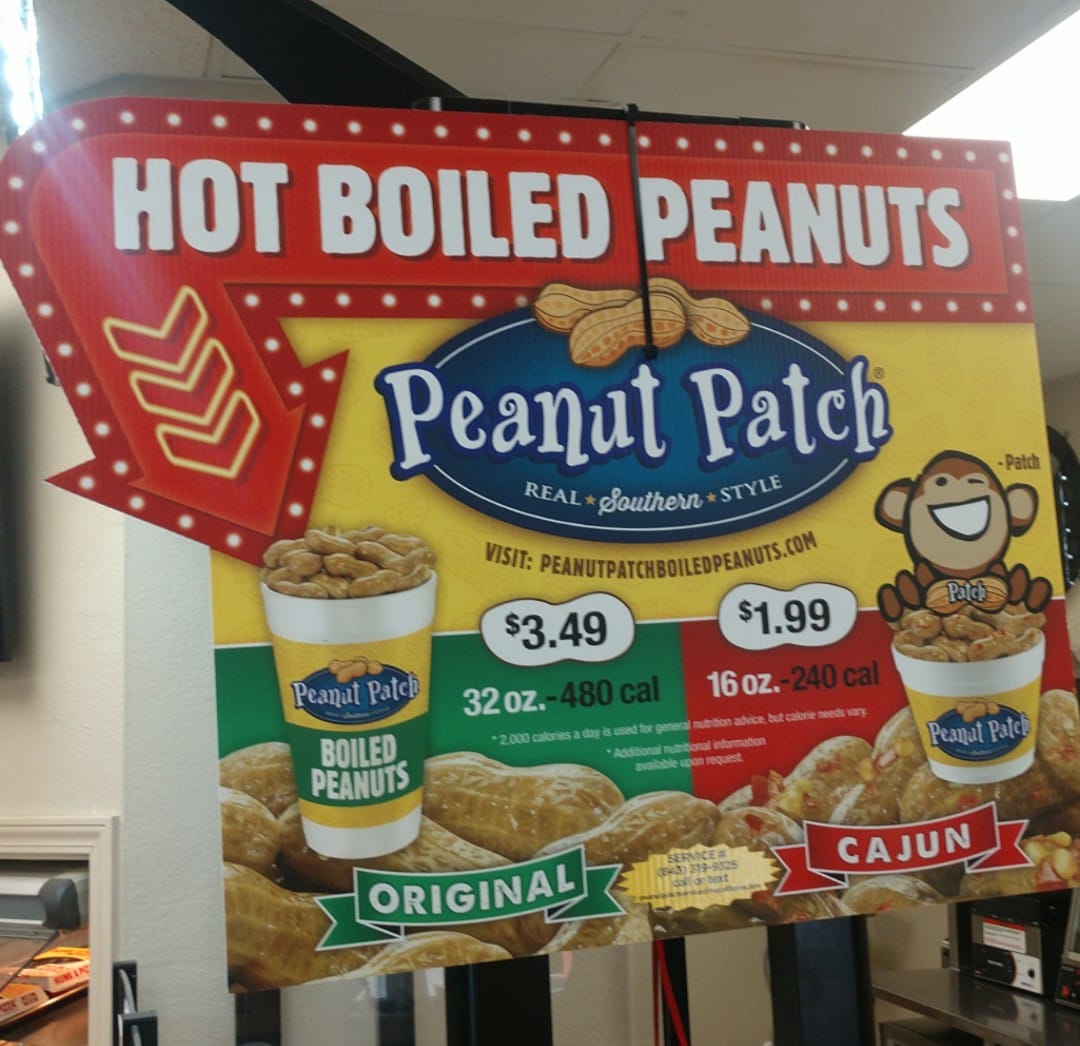 HOT BOILED PEANUTS
Peanut Patch®
REAL ★ Southern ★ STYLE
- Patch
VISIT: PEANUTPATCHBOILEDPEANUTS.COM
Patch
$3.49
$1.99
32 oz.-480 cal
16 oz.-240 cal
* 2,000 calories a day is used for general nutrition advice, but calorie needs vary.
* Additional nutritional information
available upon request.
Peanut Patch
BOILED
PEANUTS
Peanut Patch
ORIGINAL
CAJUN
SERVICE #
(843) 319-9325
call or text